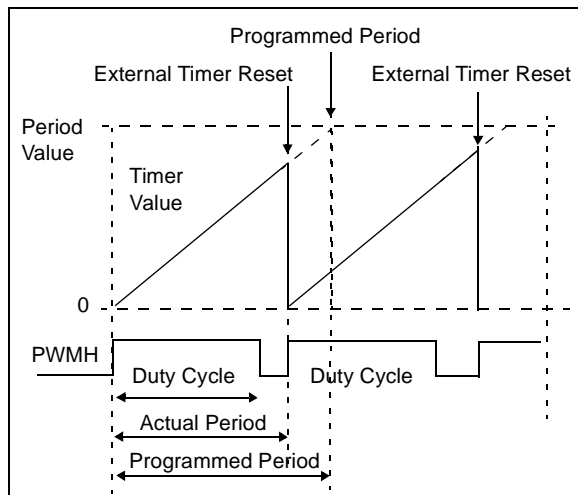 Programmed Period
External Timer Reset
External Timer Reset
Period
Value
Timer
Value
0
PWMH
Duty Cycle
Duty Cycle
Actual Period
Programmed Period